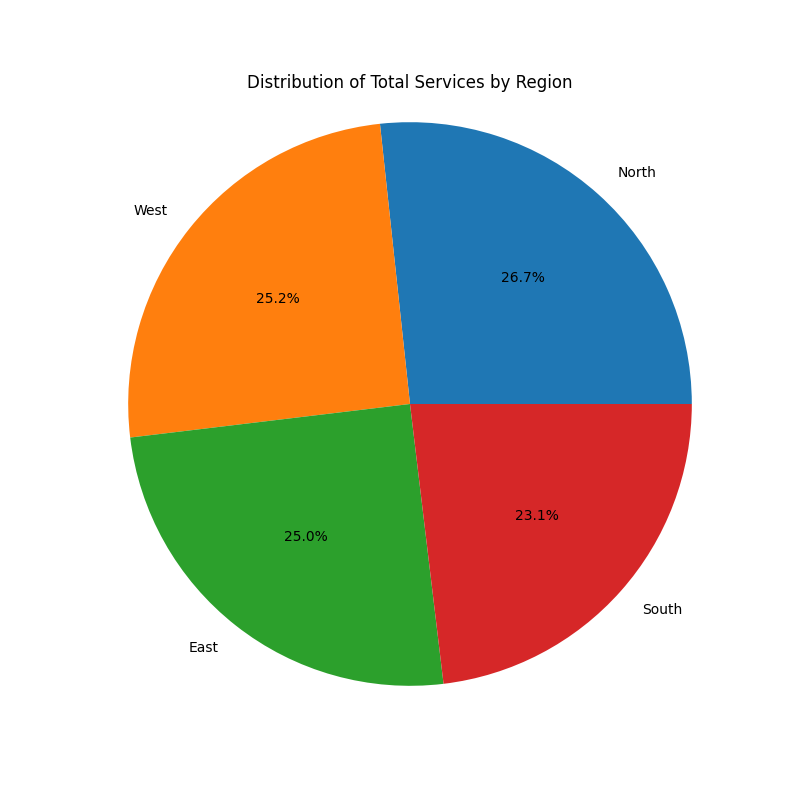 Distribution of Total Services by Region
North
West
26.7%
25.2%
23.1%
25.0%
South
East